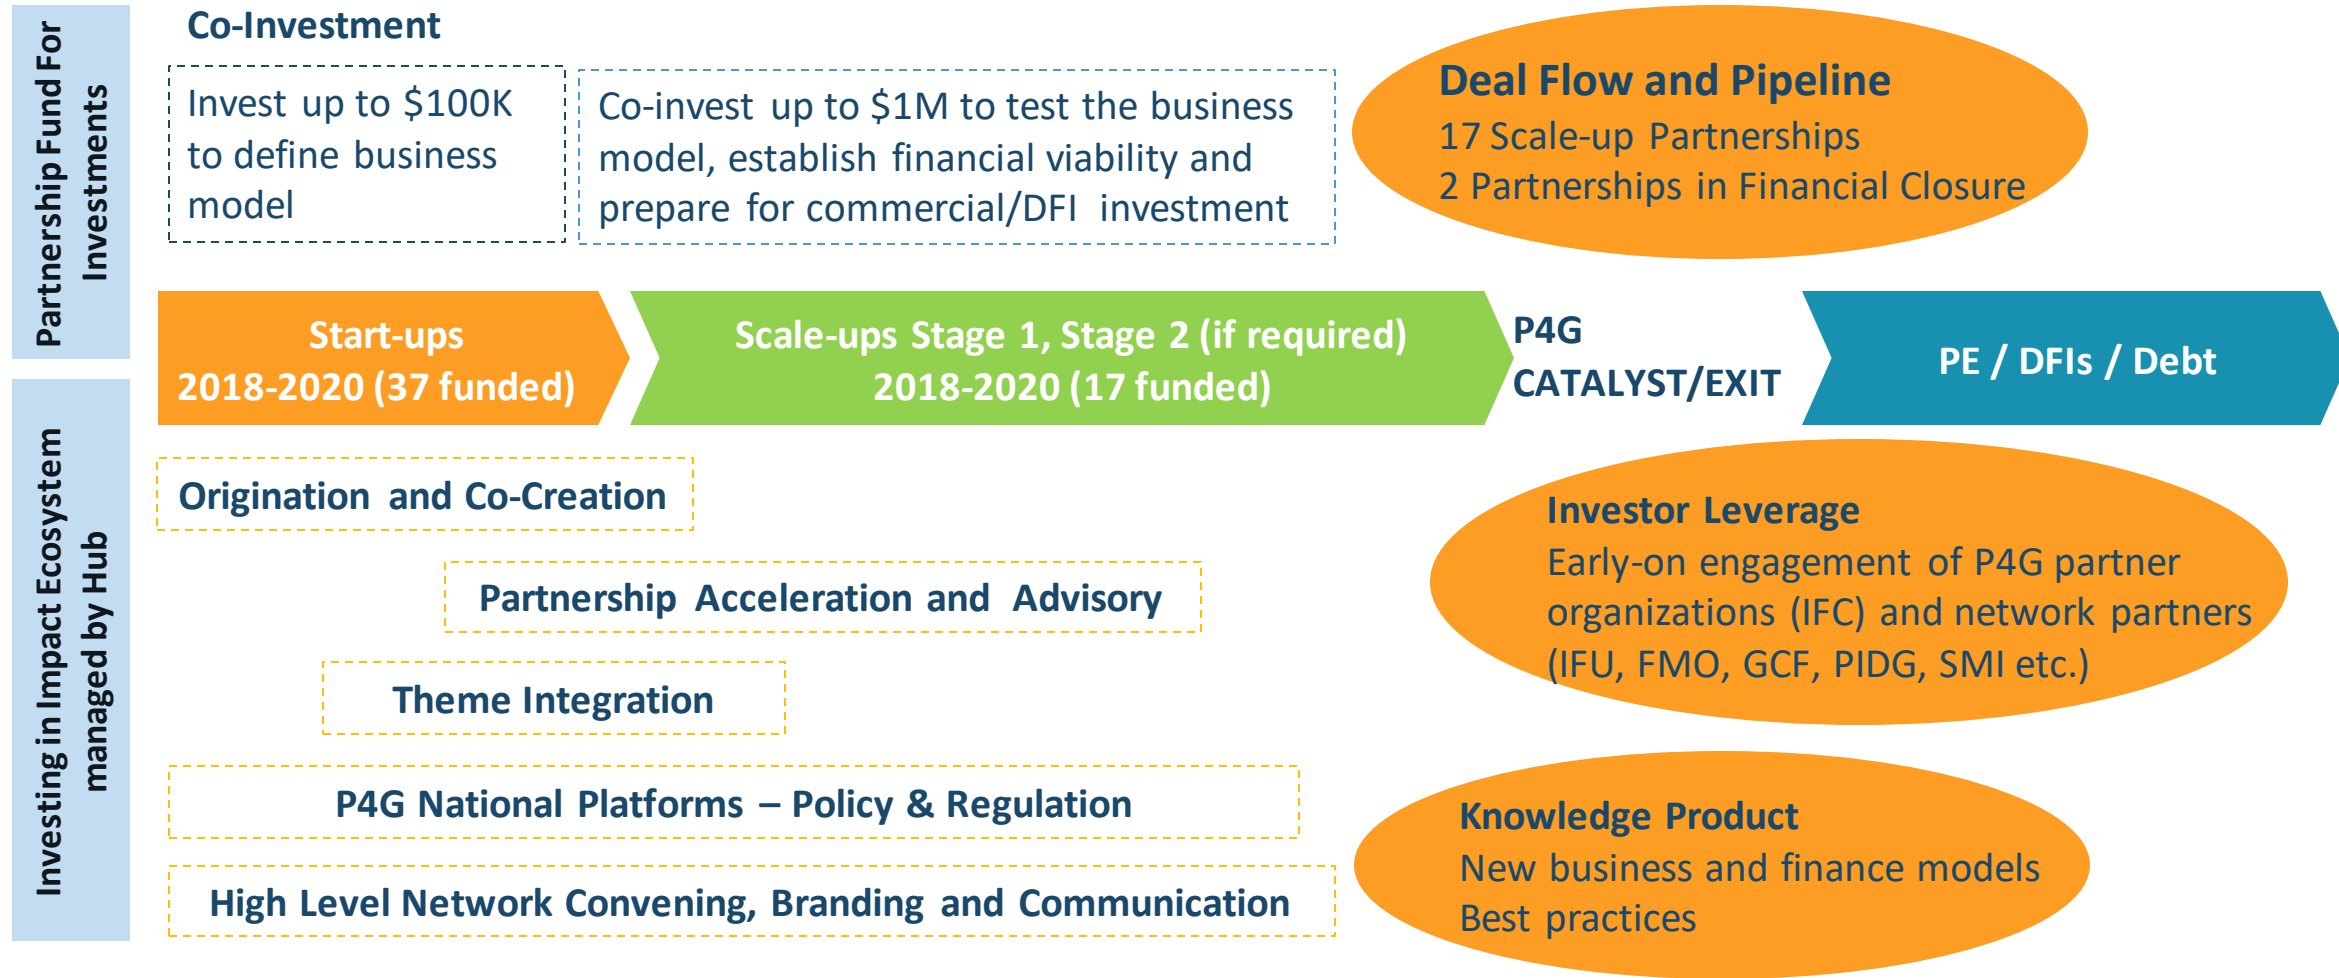 Partnership Fund For
Investments
Co-Investment
Invest up to $100K
to define business
model
Co-invest up to $1M to test the business
model, establish financial viability and
prepare for commercial/DFI investment
Deal Flow and Pipeline
17 Scale-up Partnerships
2 Partnerships in Financial Closure
Start-ups
2018-2020 (37 funded)
Scale-ups Stage 1, Stage 2 (if required)
2018-2020 (17 funded)
P4G
CATALYST/EXIT
PE / DFIs / Debt
Investing in Impact Ecosystem
managed by Hub
Origination and Co-Creation
Partnership Acceleration and Advisory
Theme Integration
P4G National Platforms – Policy & Regulation
High Level Network Convening, Branding and Communication
Investor Leverage
Early-on engagement of P4G partner
organizations (IFC) and network partners
(IFU, FMO, GCF, PIDG, SMI etc.)
Knowledge Product
New business and finance models
Best practices